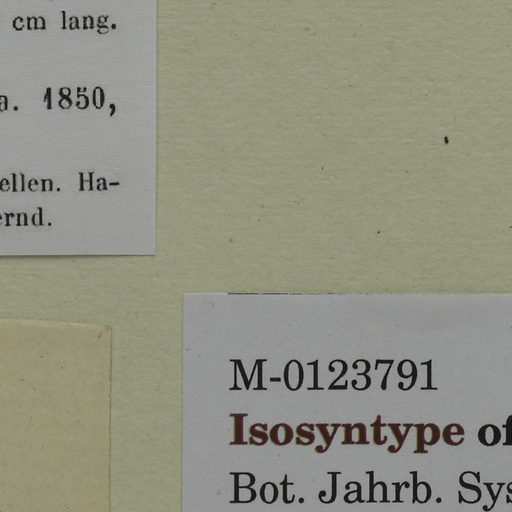 cm lang.
a. 1850,
ellen. Ha-
ernd.
M-0123791
Isosyntype of
Bot. Jahrb. Sys